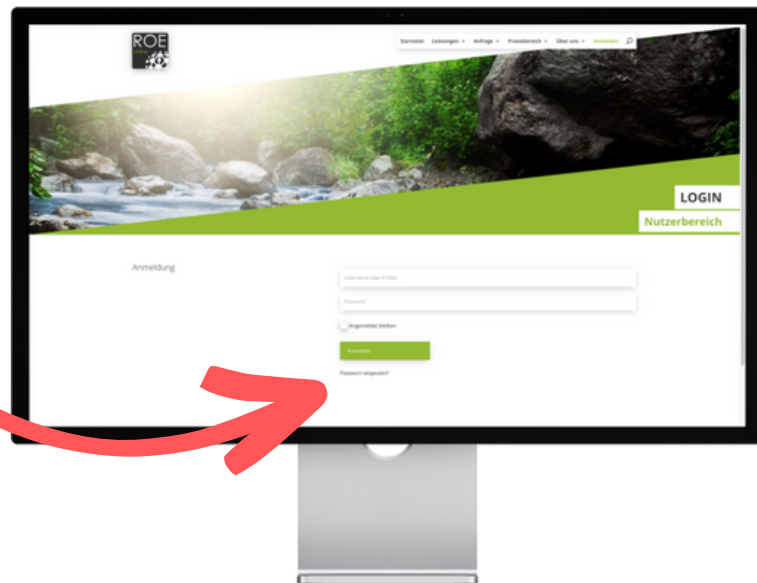 ROE
Startseite Leistungen Anfrage Praxisbereich Über uns Anmelden
LOGIN
Nutzerbereich
Anmeldung
Username oder E-Mail
Passwort
Angemeldet bleiben
Anmelden
Passwort vergessen?